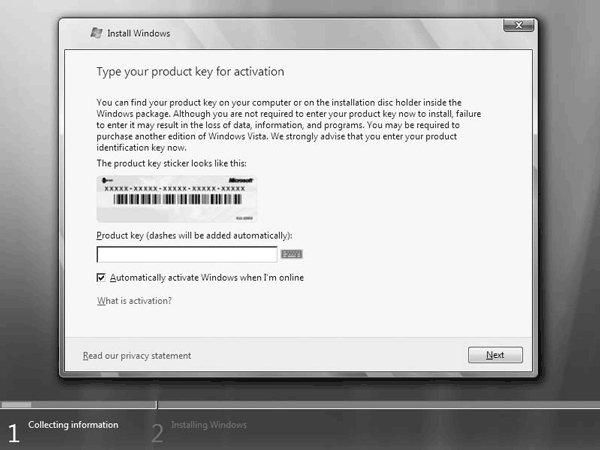 Install Windows
Type your product key for activation
You can find your product key on your computer or on the installation disc holder inside the
Windows package. Although you are not required to enter your product key now to install, failure
to enter it may result in the loss of data, information, and programs. You may be required to
purchase another edition of Windows Vista. We strongly advise that you enter your product
identification key now.
The product key sticker looks like this:
Microsoft
XXXXX-XXXXX-XXXXX-XXXXX-XXXXX
Product key (dashes will be added automatically):
Automatically activate Windows when I'm online
What is activation?
Read our privacy statement
Next
1 Collecting information
2 Installing Windows